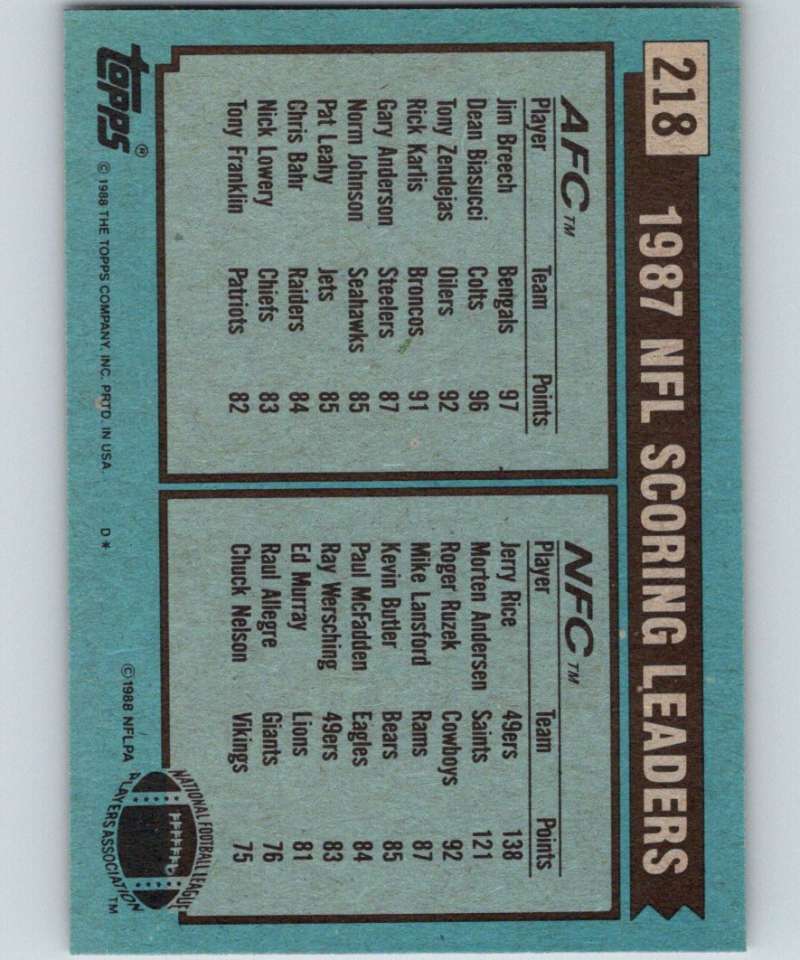 218
1987 NFL SCORING LEADERS
AFC™
Player Team Points
Jim Breech Bengals 97
Dean Biasucci Colts 96
Tony Zendejas Oilers 92
Rick Karlis Broncos 91
Gary Anderson Steelers 87
Norm Johnson Seahawks 85
Pat Leahy Jets 85
Chris Bahr Raiders 84
Nick Lowery Chiefs 83
Tony Franklin Patriots 82
NFC™
Player Team Points
Jerry Rice 49ers 138
Morten Andersen Saints 121
Roger Ruzek Cowboys 92
Mike Lansford Rams 87
Kevin Butler Bears 85
Paul McFadden Eagles 84
Ray Wersching 49ers 83
Ed Murray Lions 81
Raul Allegre Giants 76
Chuck Nelson Vikings 75
topps®
© 1988 THE TOPPS COMPANY, INC. PRTD. IN USA. D*
©1988 NFLPA
NATIONAL FOOTBALL LEAGUE
PLAYERS ASSOCIATION™